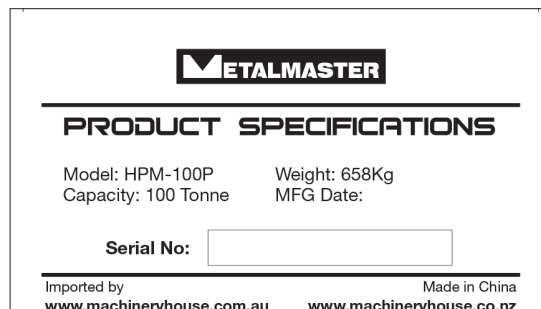 METALMASTER
PRODUCT SPECIFICATIONS
Model: HPM-100P Weight: 658Kg
Capacity: 100 Tonne MFG Date:
Serial No:
Imported by Made in China
www.machineryhouse.com.au www.machineryhouse.co.nz